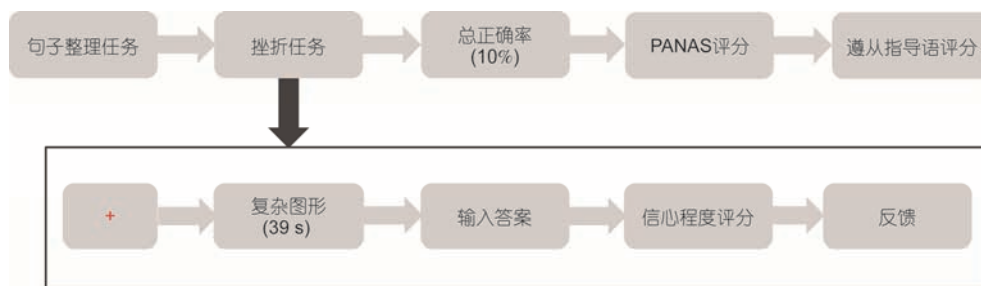 句子整理任务
挫折任务
总正确率
(10%)
PANAS评分
遵从指导语评分
+
复杂图形
(39 s)
输入答案
信心程度评分
反馈